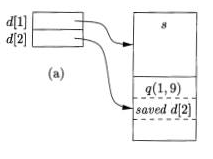 d[1]
d[2]
(a)
s
q(1,9)
saved d[2]